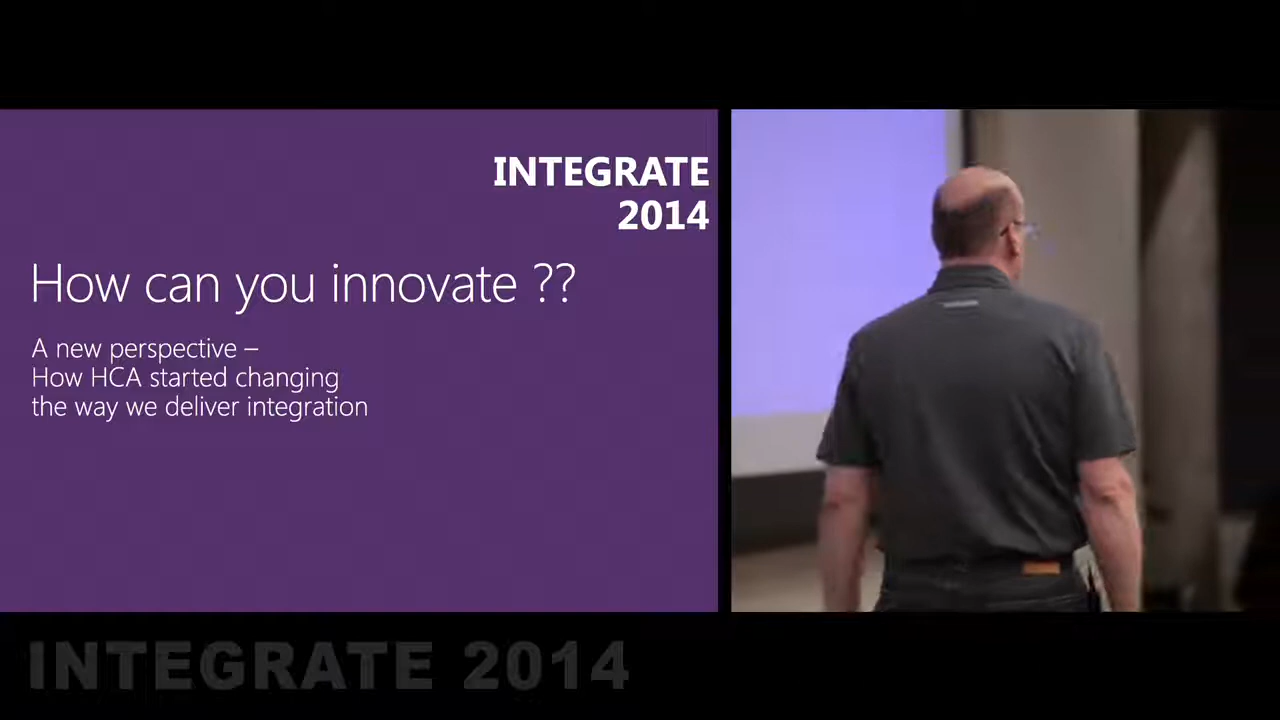 INTEGRATE
2014
How can you innovate ??
A new perspective –
How HCA started changing
the way we deliver integration
INTEGRATE 2014